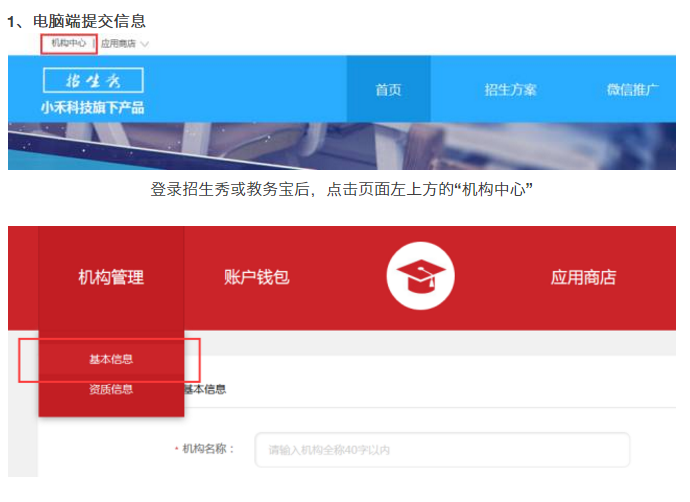 1、电脑端提交信息
机构中心 | 应用商店
招生秀
小禾科技旗下产品
首页 招生方案 微信推广
登录招生秀或教务宝后，点击页面左上方的“机构中心”
机构管理 账户钱包 应用商店
基本信息
资质信息 基本信息
* 机构名称： 请输入机构全称40字以内